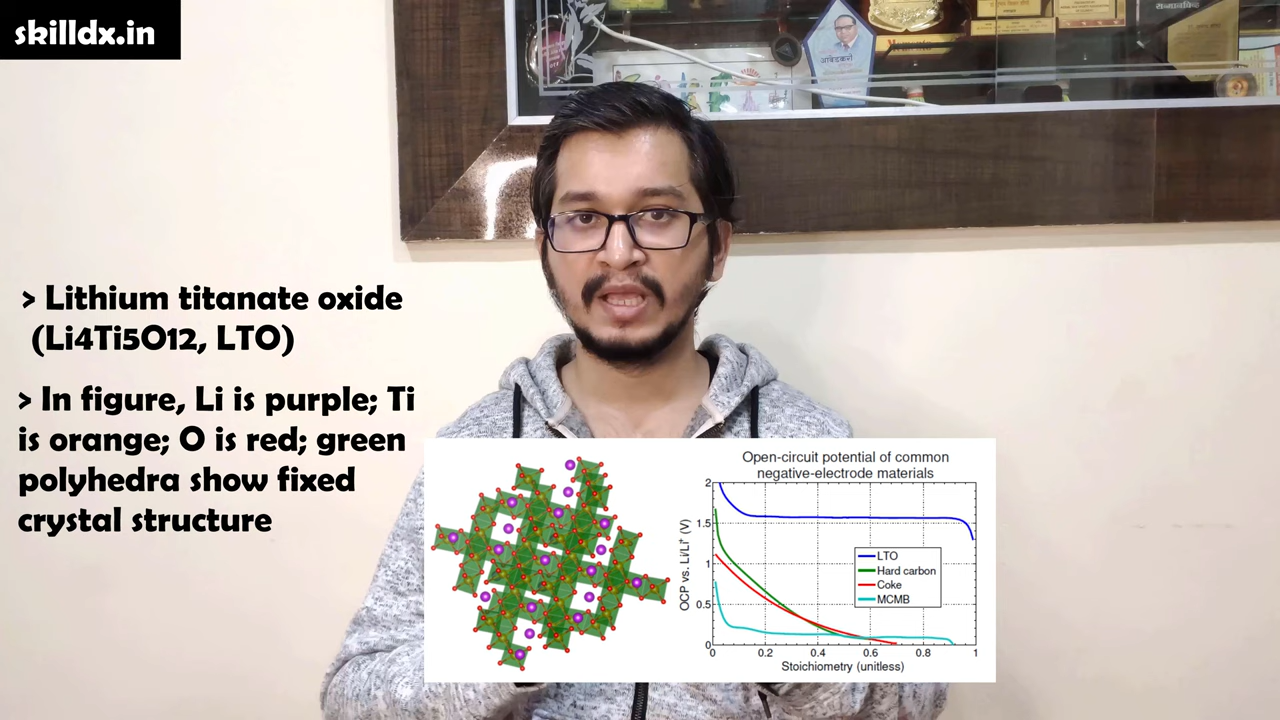 skilldx.in
आंबेडकरी
> Lithium titanate oxide
(Li4Ti5O12, LTO)
> In figure, Li is purple; Ti
is orange; O is red; green
polyhedra show fixed
crystal structure
Open-circuit potential of common
negative-electrode materials
OCP vs. Li/Li⁺ (V)
2
1.5
1
0.5
0
LTO
Hard carbon
Coke
MCMB
0 0.2 0.4 0.6 0.8 1
Stoichiometry (unitless)